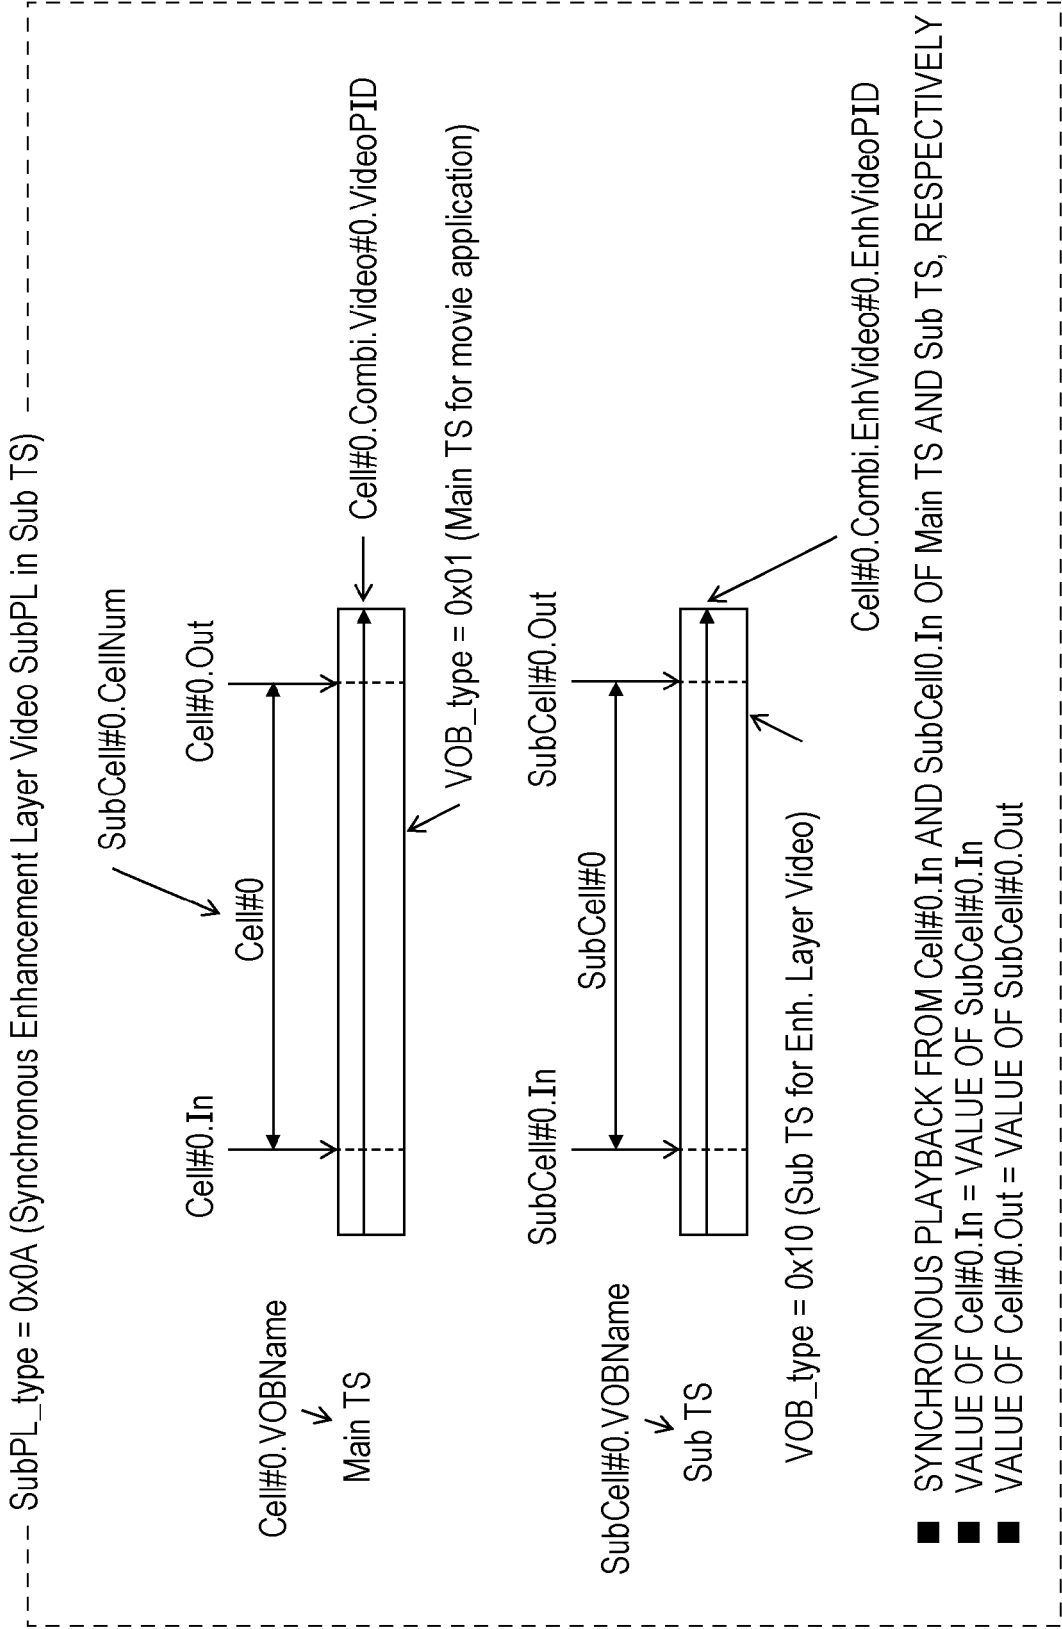 SubPL_type = 0x0A (Synchronous Enhancement Layer Video SubPL in Sub TS)
SubCell#0.CellNum
Cell#0.In
Cell#0.Out
Cell#0
Cell#0.VOBName
Main TS
Cell#0.Combi.Video#0.VideoPID
VOB_type = 0x01 (Main TS for movie application)
SubCell#0.In
SubCell#0.Out
SubCell#0
SubCell#0.VOBName
Sub TS
VOB_type = 0x10 (Sub TS for Enh. Layer Video)
Cell#0.Combi.EnhVideo#0.EnhVideoPID
■ SYNCHRONOUS PLAYBACK FROM Cell#0.In AND SubCell0.In OF Main TS AND Sub TS, RESPECTIVELY
■ VALUE OF Cell#0.In = VALUE OF SubCell#0.In
■ VALUE OF Cell#0.Out = VALUE OF SubCell#0.Out